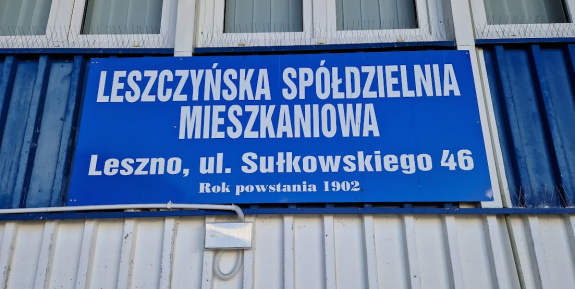 LESZCZYŃSKA SPÓŁDZIELNIA
MIESZKANIOWA
Leszno, ul. Sułkowskiego 46
Rok powstania 1902